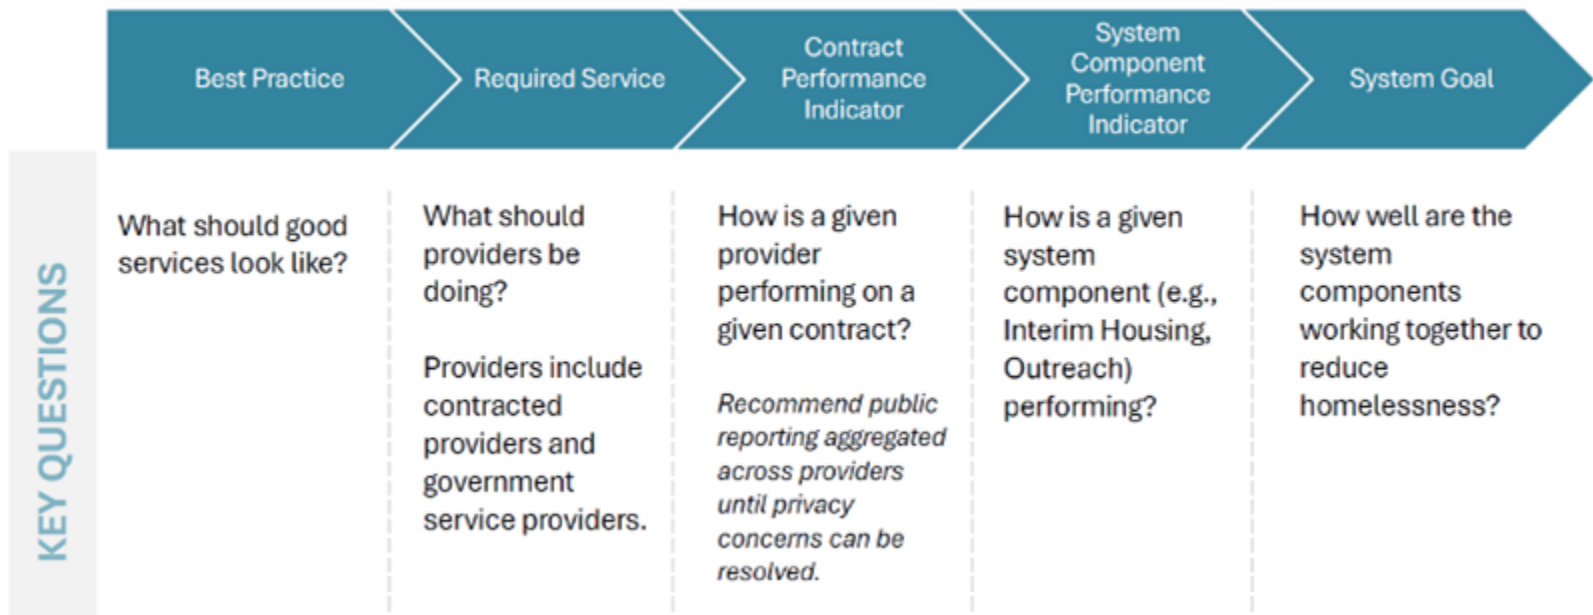 Best Practice
Required Service
Contract
Performance
Indicator
System
Component
Performance
Indicator
System Goal
KEY QUESTIONS
What should good
services look like?
What should
providers be
doing?
Providers include
contracted
providers and
government
service providers.
How is a given
provider
performing on a
given contract?
Recommend public
reporting aggregated
across providers
until privacy
concerns can be
resolved.
How is a given
system
component (e.g.,
Interim Housing,
Outreach)
performing?
How well are the
system
components
working together to
reduce
homelessness?